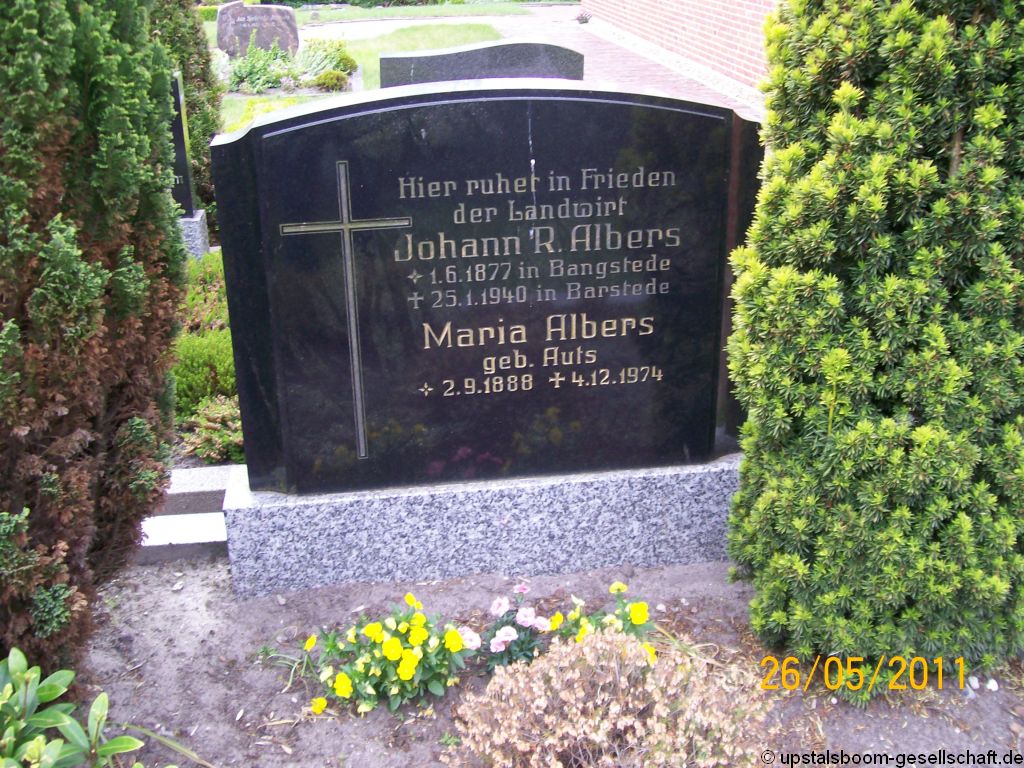 Hier ruhet in Frieden
der Landwirt
Johann R. Albers
✧ 1.6.1877 in Bangstede
✝ 25.1.1940 in Barstede
Maria Albers
geb. Auts
✧ 2.9.1888 ✝ 4.12.1974
26/05/2011
© upstalsboom-gesellschaft.de